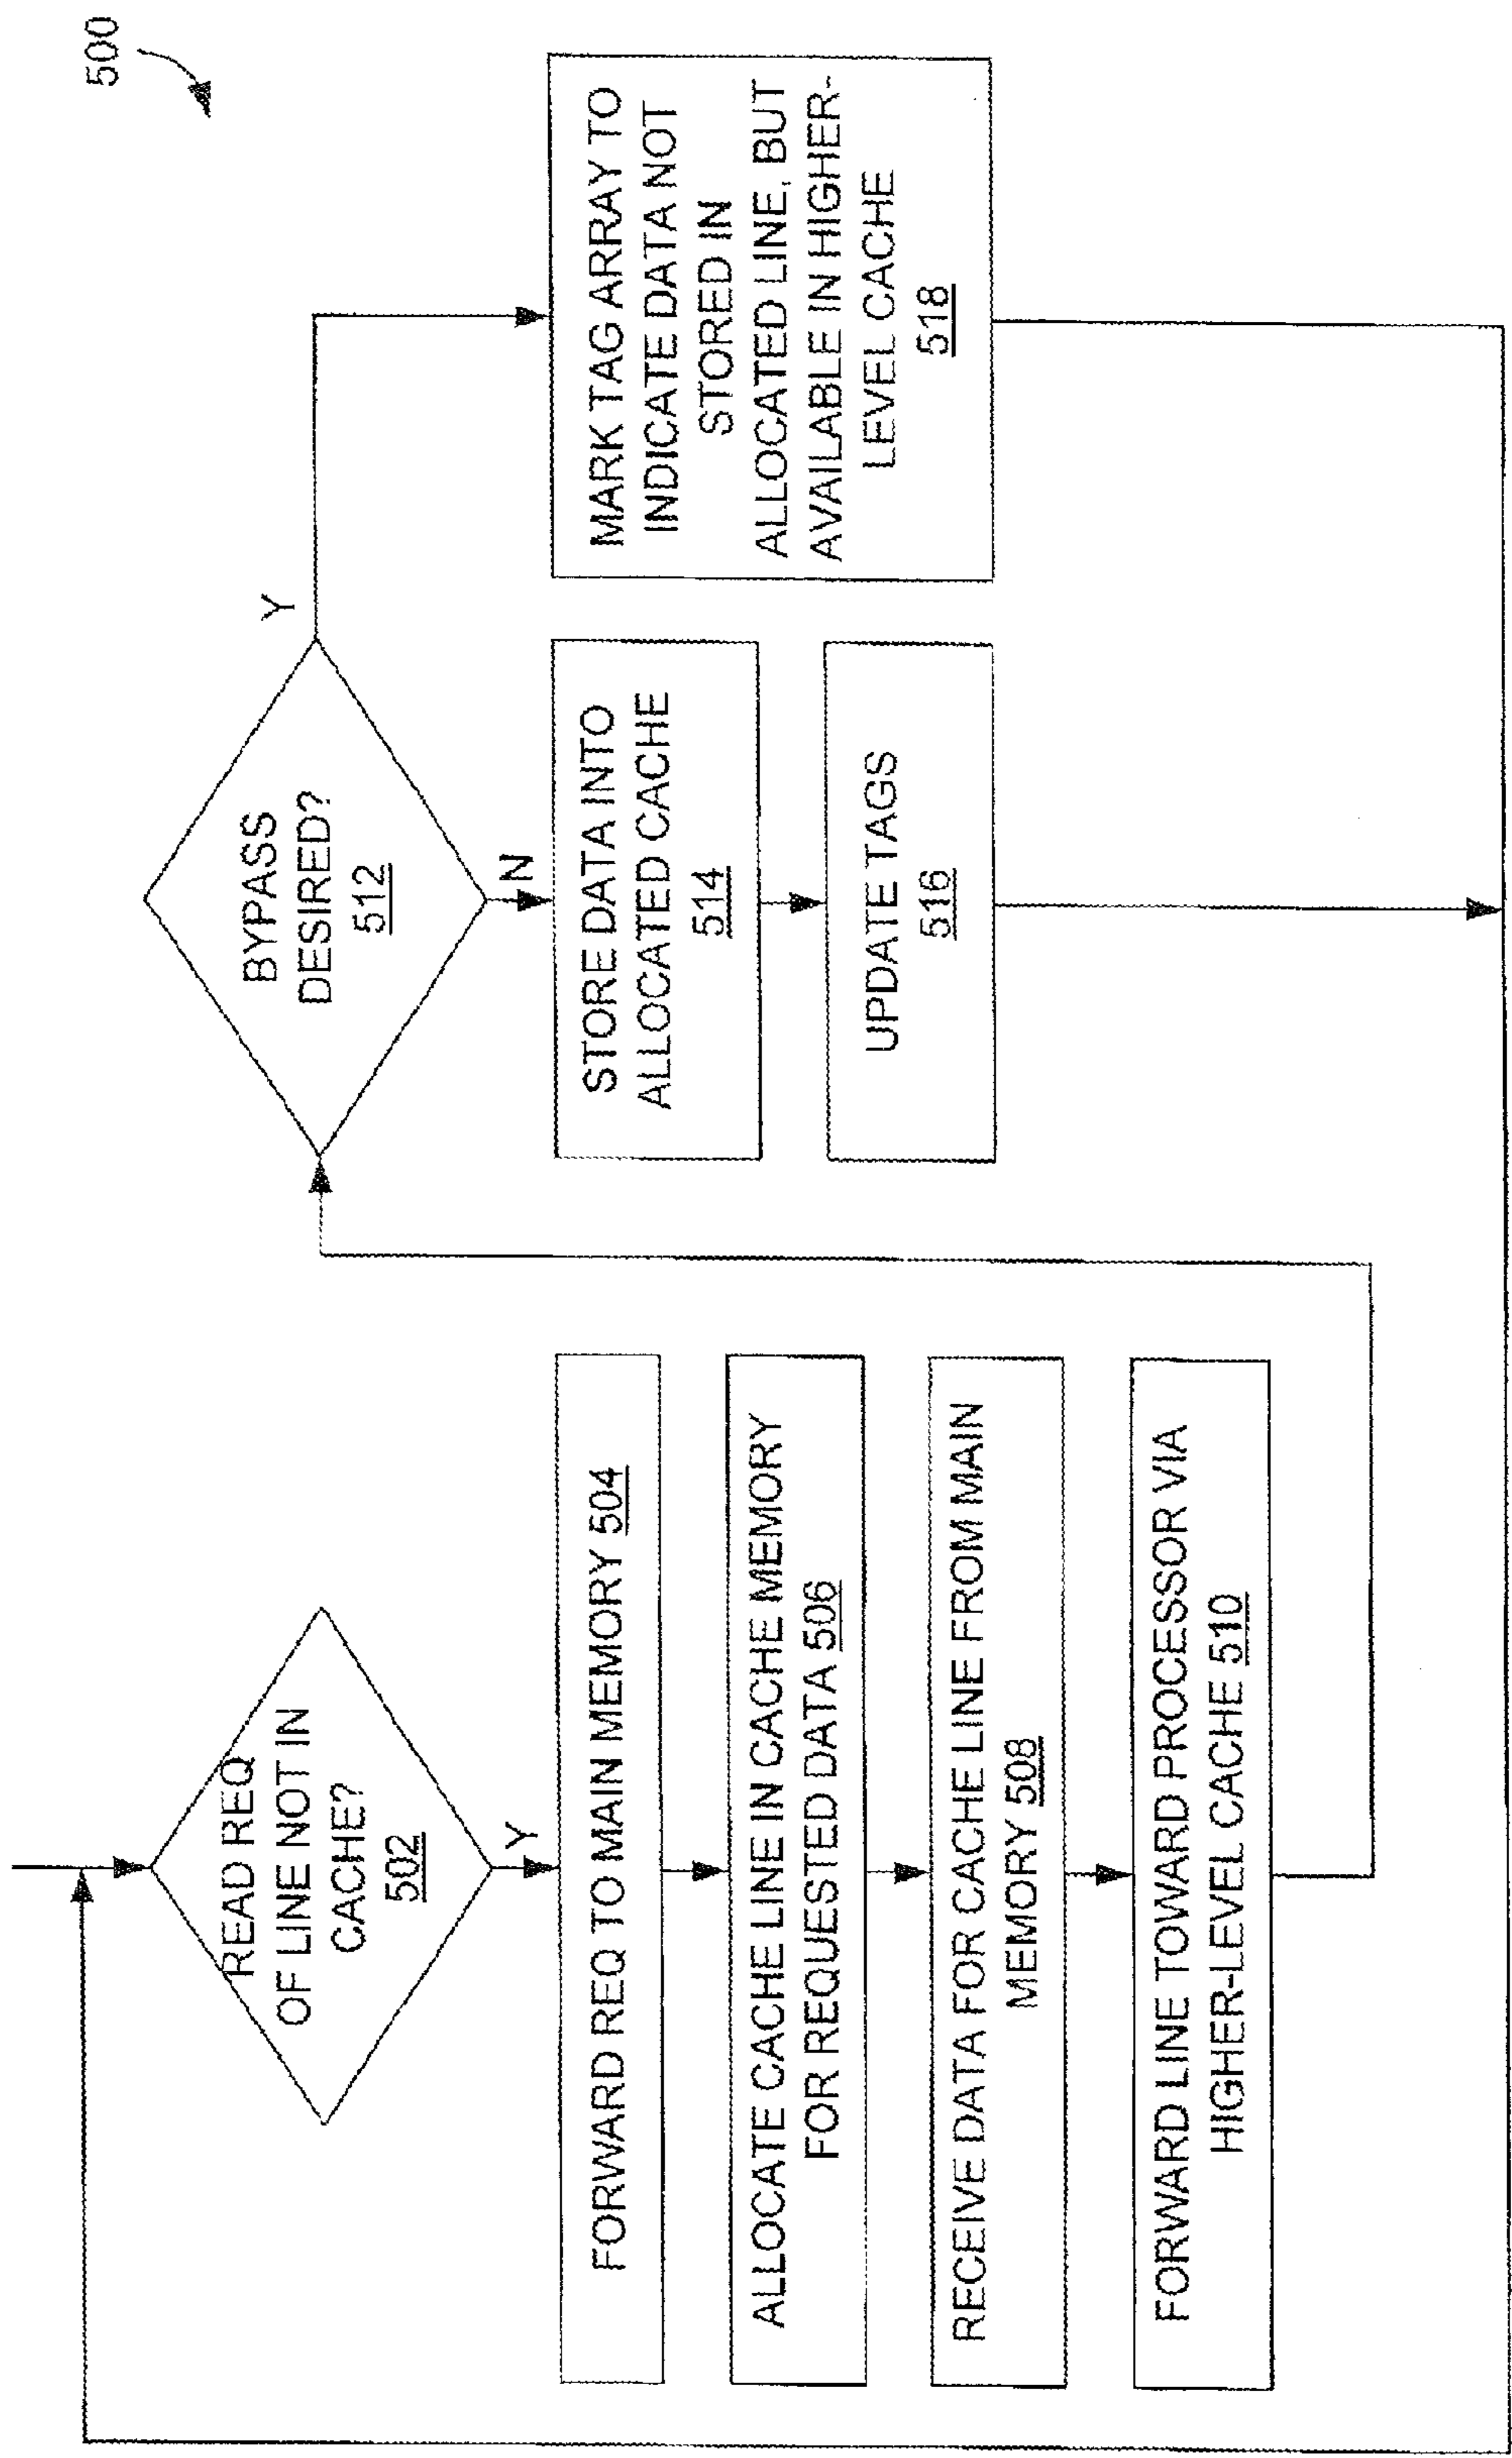 500
READ REQ
OF LINE NOT IN
CACHE?
502
Y
FORWARD REQ TO MAIN MEMORY 504
ALLOCATE CACHE LINE IN CACHE MEMORY
FOR REQUESTED DATA 506
RECEIVE DATA FOR CACHE LINE FROM MAIN
MEMORY 508
FORWARD LINE TOWARD PROCESSOR VIA
HIGHER-LEVEL CACHE 510
BYPASS
DESIRED?
512
Y
N
STORE DATA INTO
ALLOCATED CACHE
514
UPDATE TAGS
516
MARK TAG ARRAY TO
INDICATE DATA NOT
STORED IN
ALLOCATED LINE, BUT
AVAILABLE IN HIGHER-
LEVEL CACHE
518